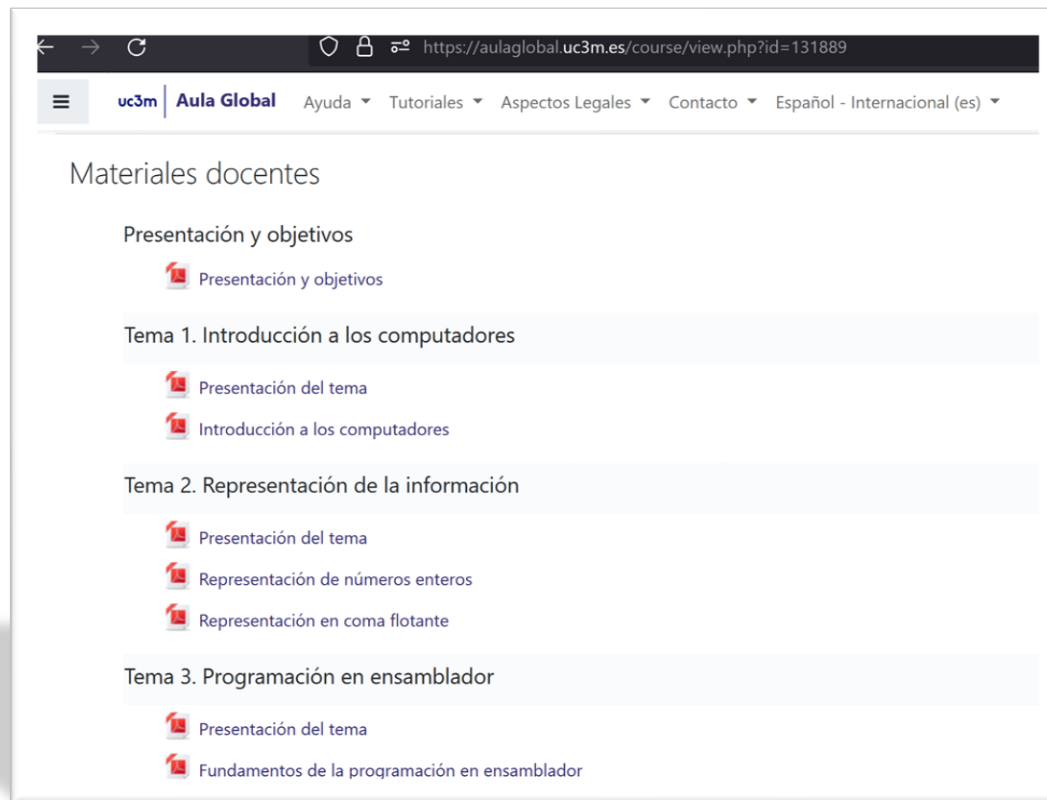 https://aulaglobal.uc3m.es/course/view.php?id=131889
uc3m Aula Global Ayuda Tutoriales Aspectos Legales Contacto Español - Internacional (es)
Materiales docentes
Presentación y objetivos
Presentación y objetivos
Tema 1. Introducción a los computadores
Presentación del tema
Introducción a los computadores
Tema 2. Representación de la información
Presentación del tema
Representación de números enteros
Representación en coma flotante
Tema 3. Programación en ensamblador
Presentación del tema
Fundamentos de la programación en ensamblador